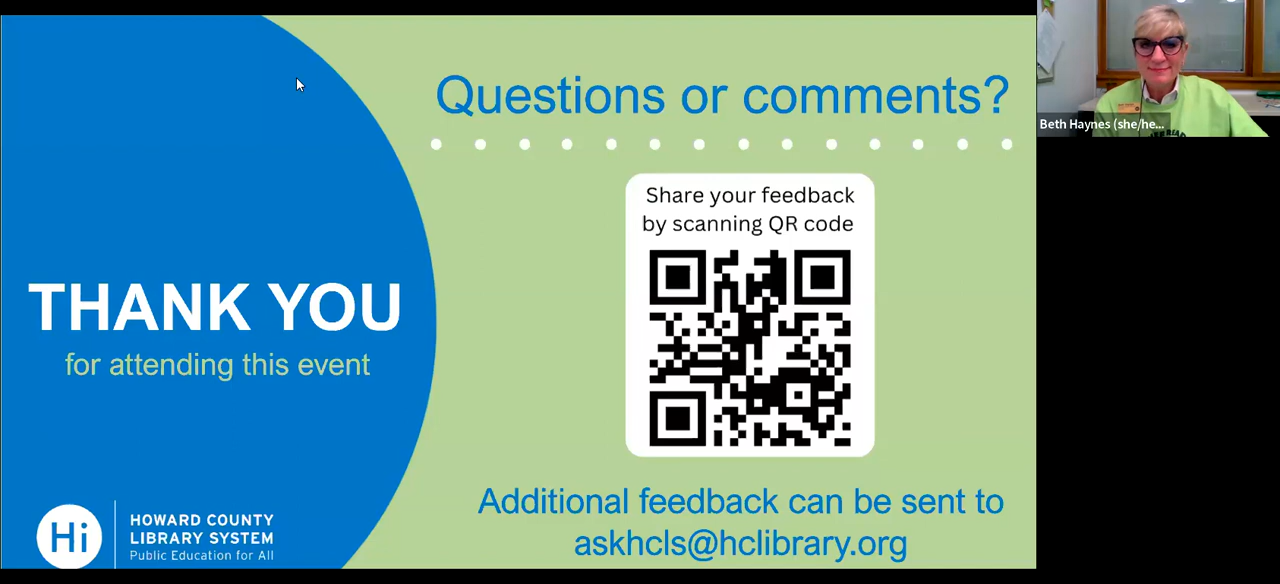 Questions or comments?
Share your feedback
by scanning QR code
THANK YOU
for attending this event
Additional feedback can be sent to
askhcls@hclibrary.org
Hi
HOWARD COUNTY
LIBRARY SYSTEM
Public Education for All
Beth Haynes (she/he...